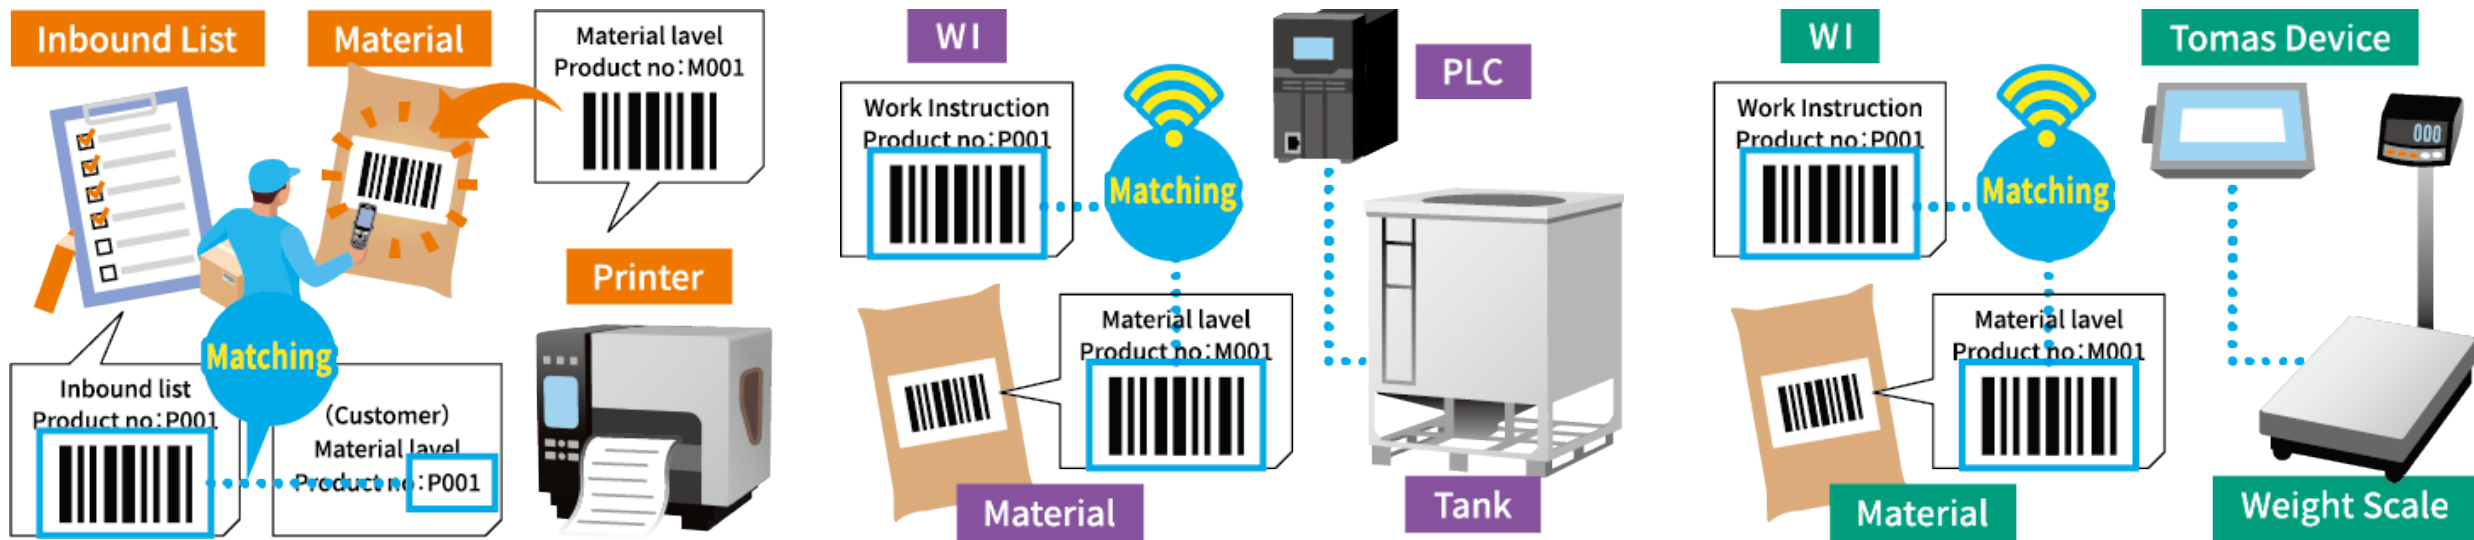 Inbound List
Material
Material lavel
Product no:M001
Printer
Matching
Inbound list
Product no:P001
(Customer)
Material lavel
Product no:P001
WI
PLC
Work Instruction
Product no:P001
Matching
Material lavel
Product no:M001
Material
Tank
WI
Tomas Device
Work Instruction
Product no:P001
Matching
000
Material lavel
Product no:M001
Material
Weight Scale